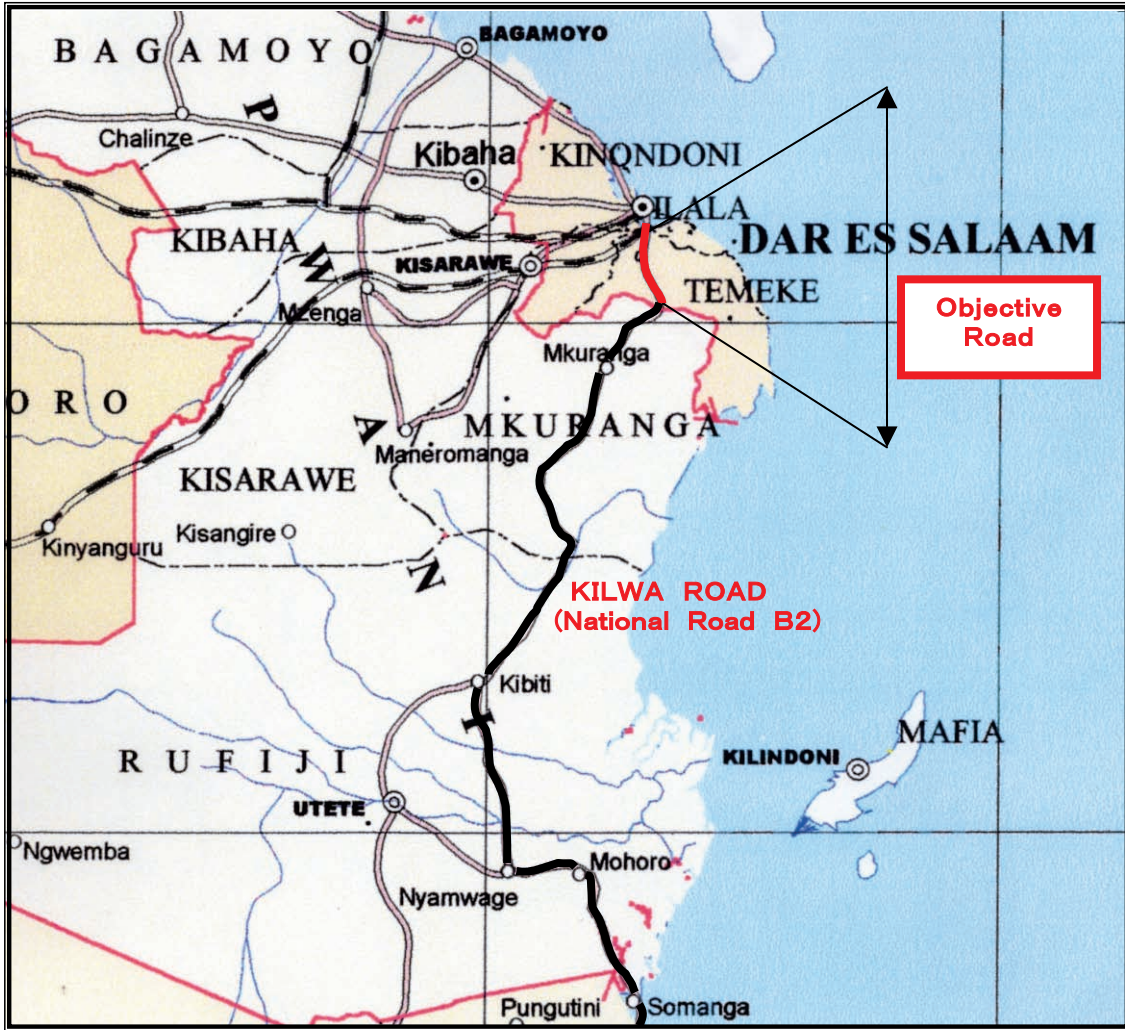 BAGAMOYO
BAGAMOYO
P
Chalinze
Kibaha
KINONDONI
ILALA
KIBAHA
W
DAR ES SALAAM
KISARAWE
Mzenga
TEMEKE
Objective
Road
Mkuranga
ORO
A
MKURANGA
Maneromanga
KISARAWE
Kisangire
Kinyanguru
N
KILWA ROAD
(National Road B2)
Kibiti
I
RUFIJI
MAFIA
KILINDONI
UTETE
Ngwemba
Mohoro
Nyamwage
Pungutini
Somanga